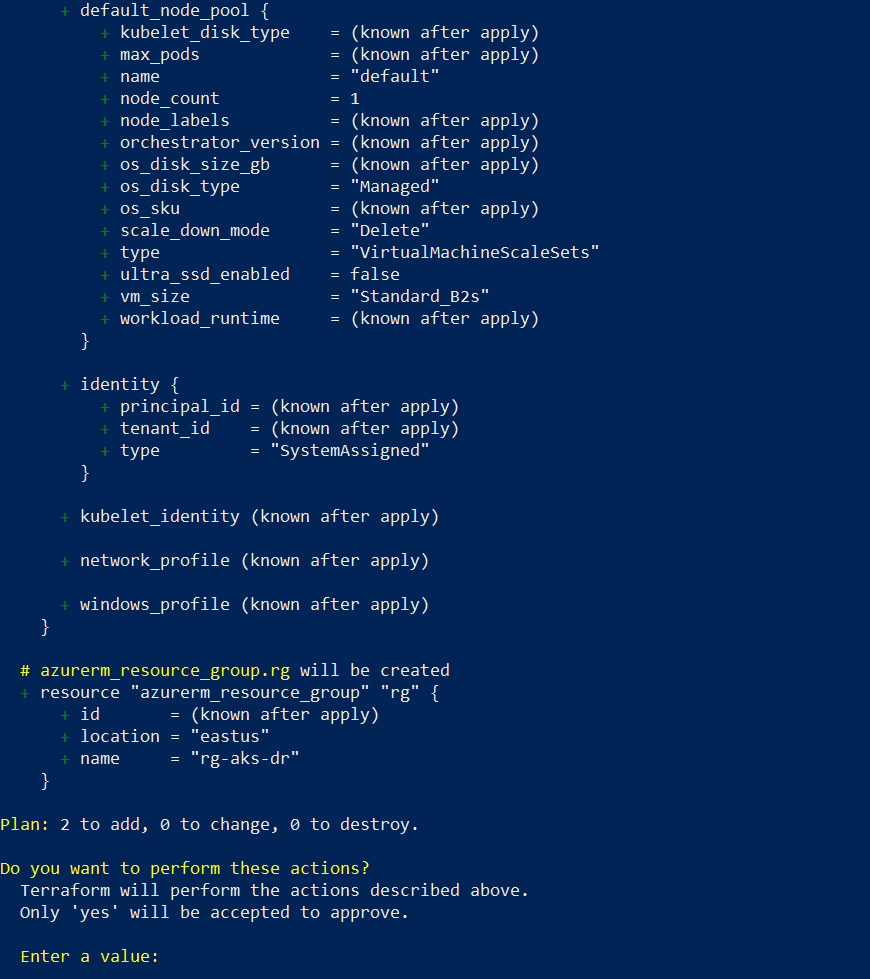 + default_node_pool {
+ kubelet_disk_type    = (known after apply)
+ max_pods             = (known after apply)
+ name                 = "default"
+ node_count           = 1
+ node_labels          = (known after apply)
+ orchestrator_version = (known after apply)
+ os_disk_size_gb      = (known after apply)
+ os_disk_type         = "Managed"
+ os_sku               = (known after apply)
+ scale_down_mode      = "Delete"
+ type                 = "VirtualMachineScaleSets"
+ ultra_ssd_enabled    = false
+ vm_size              = "Standard_B2s"
+ workload_runtime     = (known after apply)
}
+ identity {
+ principal_id = (known after apply)
+ tenant_id    = (known after apply)
+ type         = "SystemAssigned"
}
+ kubelet_identity (known after apply)
+ network_profile (known after apply)
+ windows_profile (known after apply)
}
# azurerm_resource_group.rg will be created
+ resource "azurerm_resource_group" "rg" {
+ id       = (known after apply)
+ location = "eastus"
+ name     = "rg-aks-dr"
}
Plan: 2 to add, 0 to change, 0 to destroy.
Do you want to perform these actions?
Terraform will perform the actions described above.
Only 'yes' will be accepted to approve.
Enter a value: